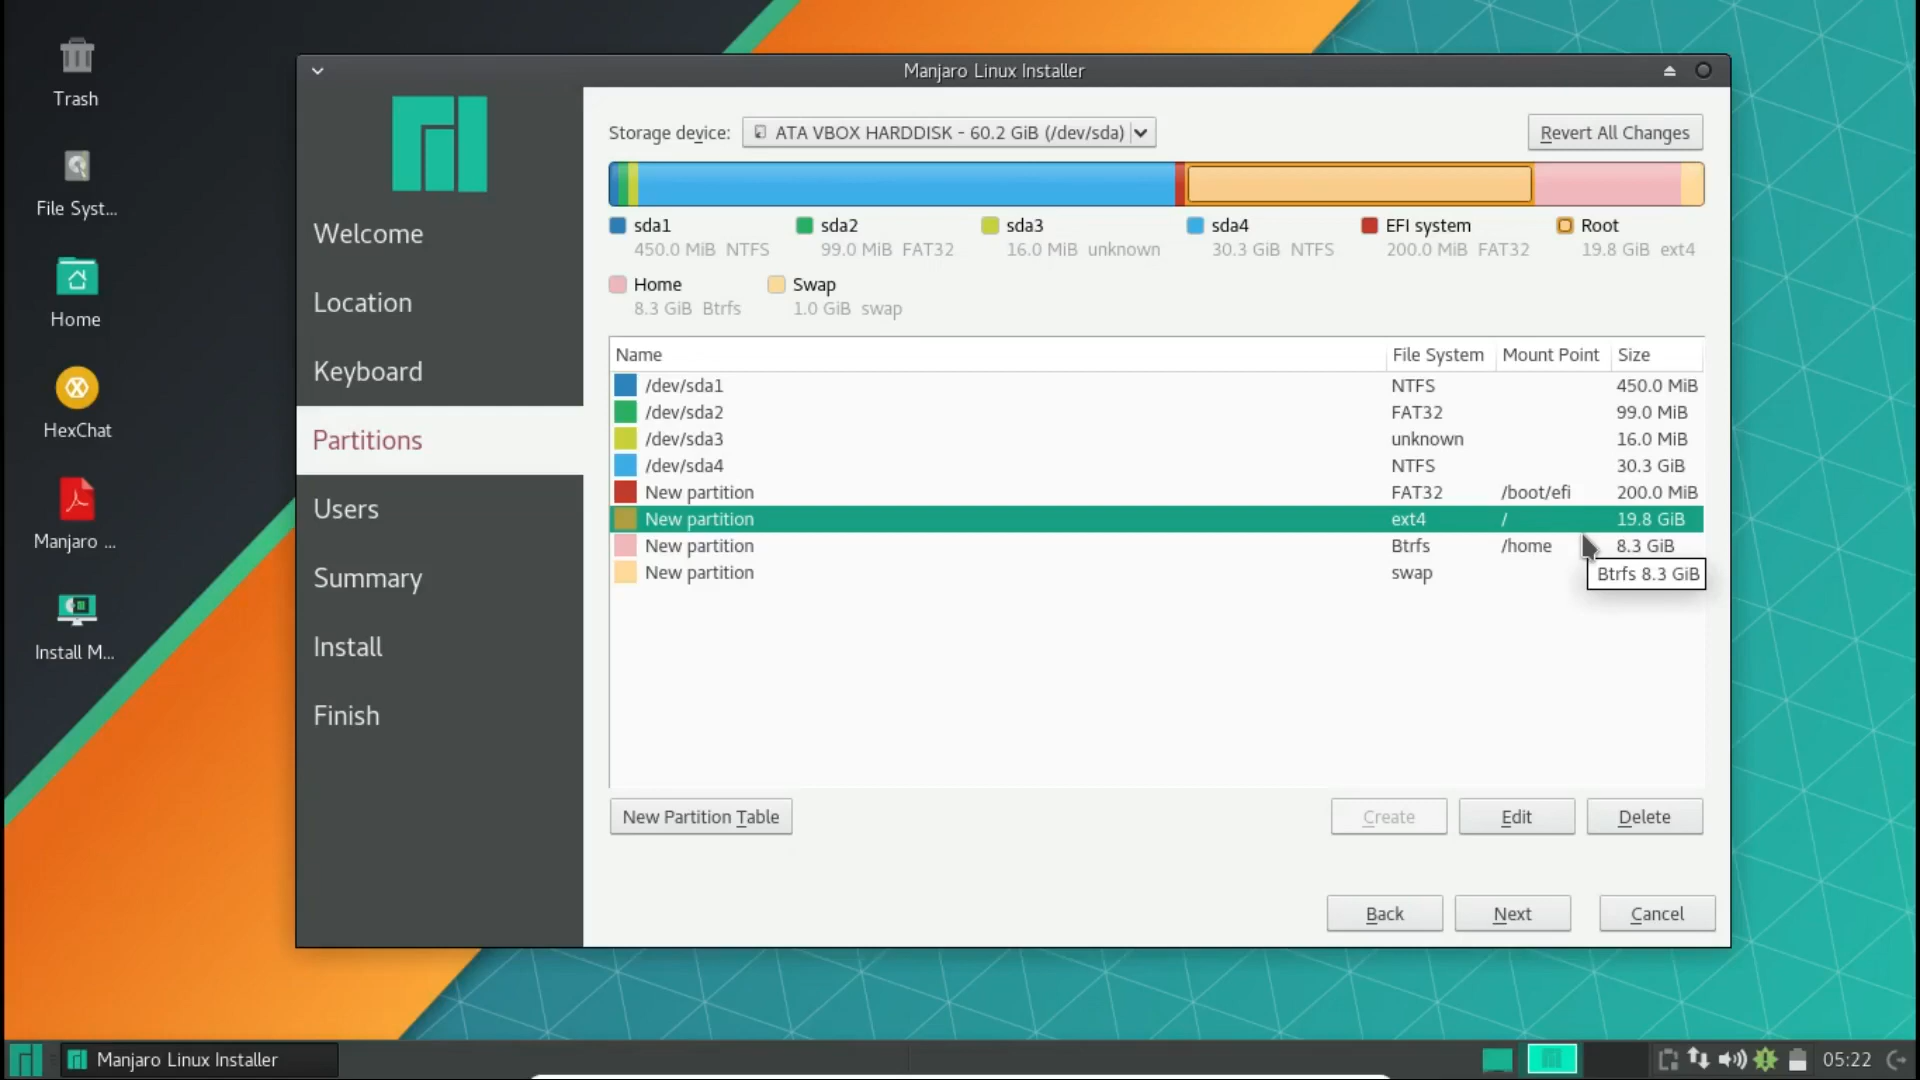 Trash
File Syst...
Home
HexChat
Manjaro ...
Install M...
Manjaro Linux Installer
Welcome
Location
Keyboard
Partitions
Users
Summary
Install
Finish
Storage device: ATA VBOX HARDDISK - 60.2 GiB (/dev/sda) Revert All Changes
sda1 sda2 sda3 sda4 EFI system Root
450.0 MiB NTFS 99.0 MiB FAT32 16.0 MiB unknown 30.3 GiB NTFS 200.0 MiB FAT32 19.8 GiB ext4
Home Swap
8.3 GiB Btrfs 1.0 GiB swap
Name File System Mount Point Size
/dev/sda1 NTFS 450.0 MiB
/dev/sda2 FAT32 99.0 MiB
/dev/sda3 unknown 16.0 MiB
/dev/sda4 NTFS 30.3 GiB
New partition FAT32 /boot/efi 200.0 MiB
New partition ext4 / 19.8 GiB
New partition Btrfs /home 8.3 GiB
New partition swap
Btrfs 8.3 GiB
New Partition Table Create Edit Delete
Back Next Cancel
Manjaro Linux Installer 05:22